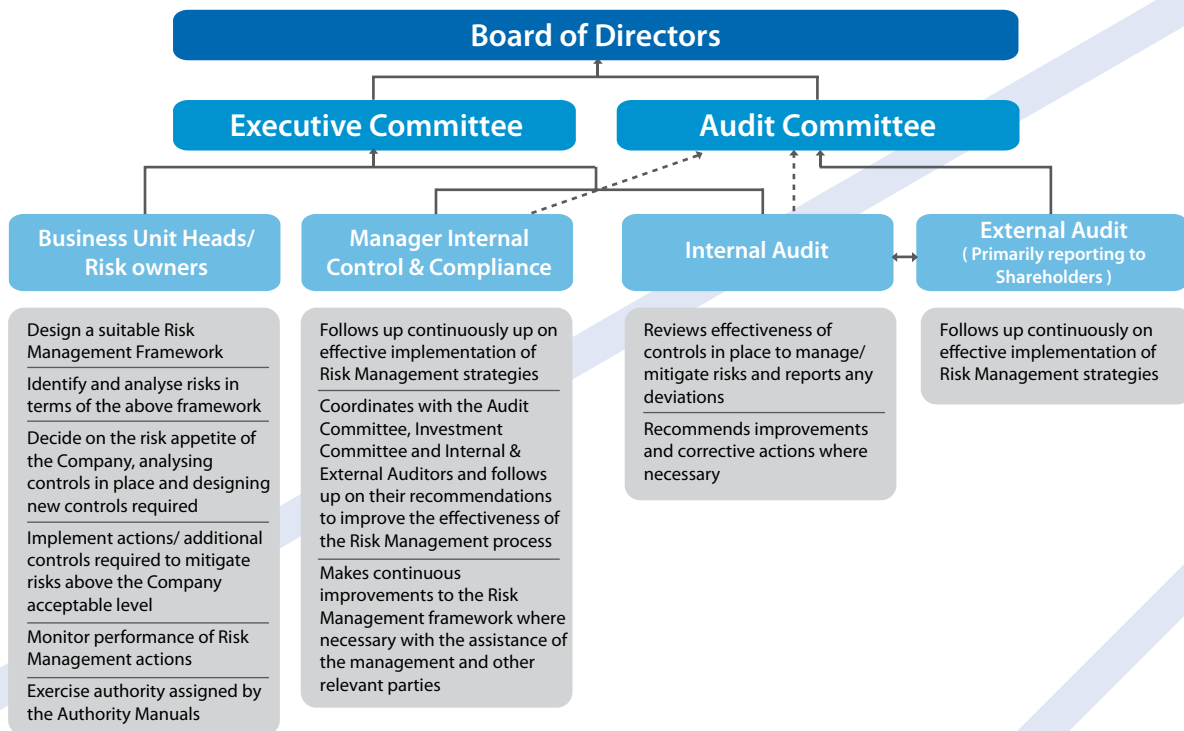 Board of Directors
Executive Committee
Audit Committee
Business Unit Heads/
Risk owners
Manager Internal
Control & Compliance
Internal Audit
External Audit
( Primarily reporting to
Shareholders )
Design a suitable Risk
Management Framework
Identify and analyse risks in
terms of the above framework
Decide on the risk appetite of
the Company, analysing
controls in place and designing
new controls required
Implement actions/ additional
controls required to mitigate
risks above the Company
acceptable level
Monitor performance of Risk
Management actions
Exercise authority assigned by
the Authority Manuals
Follows up continuously up on
effective implementation of
Risk Management strategies
Coordinates with the Audit
Committee, Investment
Committee and Internal &
External Auditors and follows
up on their recommendations
to improve the effectiveness of
the Risk Management process
Makes continuous
improvements to the Risk
Management framework where
necessary with the assistance of
the management and other
relevant parties
Reviews effectiveness of
controls in place to manage/
mitigate risks and reports any
deviations
Recommends improvements
and corrective actions where
necessary
Follows up continuously on
effective implementation of
Risk Management strategies